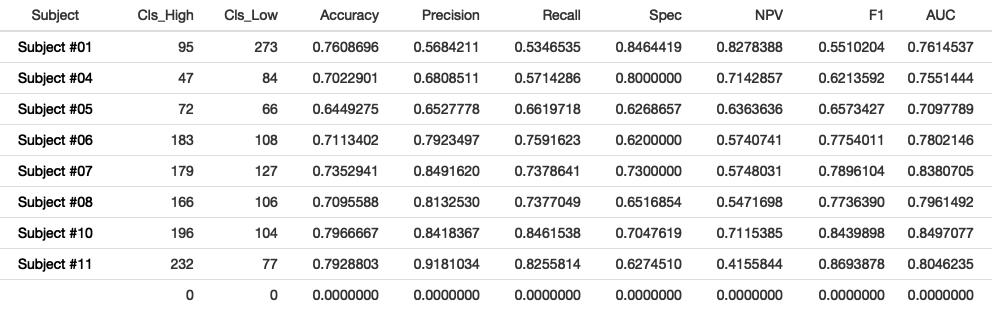 Subject Cls_High Cls_Low Accuracy Precision Recall Spec NPV F1 AUC
Subject #01 95 273 0.7608696 0.5684211 0.5346535 0.8464419 0.8278388 0.5510204 0.7614537
Subject #04 47 84 0.7022901 0.6808511 0.5714286 0.8000000 0.7142857 0.6213592 0.7551444
Subject #05 72 66 0.6449275 0.6527778 0.6619718 0.6268657 0.6363636 0.6573427 0.7097789
Subject #06 183 108 0.7113402 0.7923497 0.7591623 0.6200000 0.5740741 0.7754011 0.7802146
Subject #07 179 127 0.7352941 0.8491620 0.7378641 0.7300000 0.5748031 0.7896104 0.8380705
Subject #08 166 106 0.7095588 0.8132530 0.7377049 0.6516854 0.5471698 0.7736390 0.7961492
Subject #10 196 104 0.7966667 0.8418367 0.8461538 0.7047619 0.7115385 0.8439898 0.8497077
Subject #11 232 77 0.7928803 0.9181034 0.8255814 0.6274510 0.4155844 0.8693878 0.8046235
0 0 0.0000000 0.0000000 0.0000000 0.0000000 0.0000000 0.0000000 0.0000000